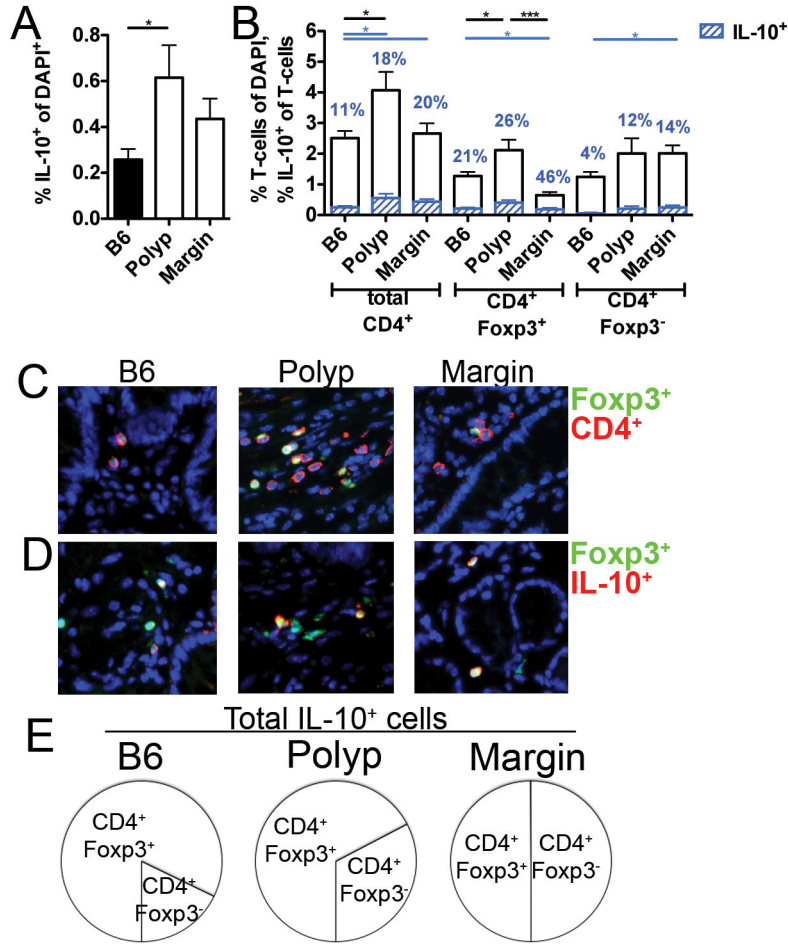 A
% IL-10⁺ of DAPI⁺
0.8
0.6
0.4
0.2
0.0
*
B6
Polyp
Margin
B
% T-cells of DAPI,
% IL-10⁺ of T-cells
6
5
4
3
2
1
0
*
*
* ***
*
*
IL-10⁺
11%
18%
20%
21%
26%
46%
4%
12%
14%
B6
Polyp
Margin
B6
Polyp
Margin
B6
Polyp
Margin
total
CD4⁺
CD4⁺
Foxp3⁺
CD4⁺
Foxp3⁻
C
B6 Polyp Margin
Foxp3⁺
CD4⁺
D
Foxp3⁺
IL-10⁺
E
Total IL-10⁺ cells
B6 Polyp Margin
CD4⁺
Foxp3⁺
CD4⁺
Foxp3⁻
CD4⁺
Foxp3⁺
CD4⁺
Foxp3⁻
CD4⁺
Foxp3⁺
CD4⁺
Foxp3⁻